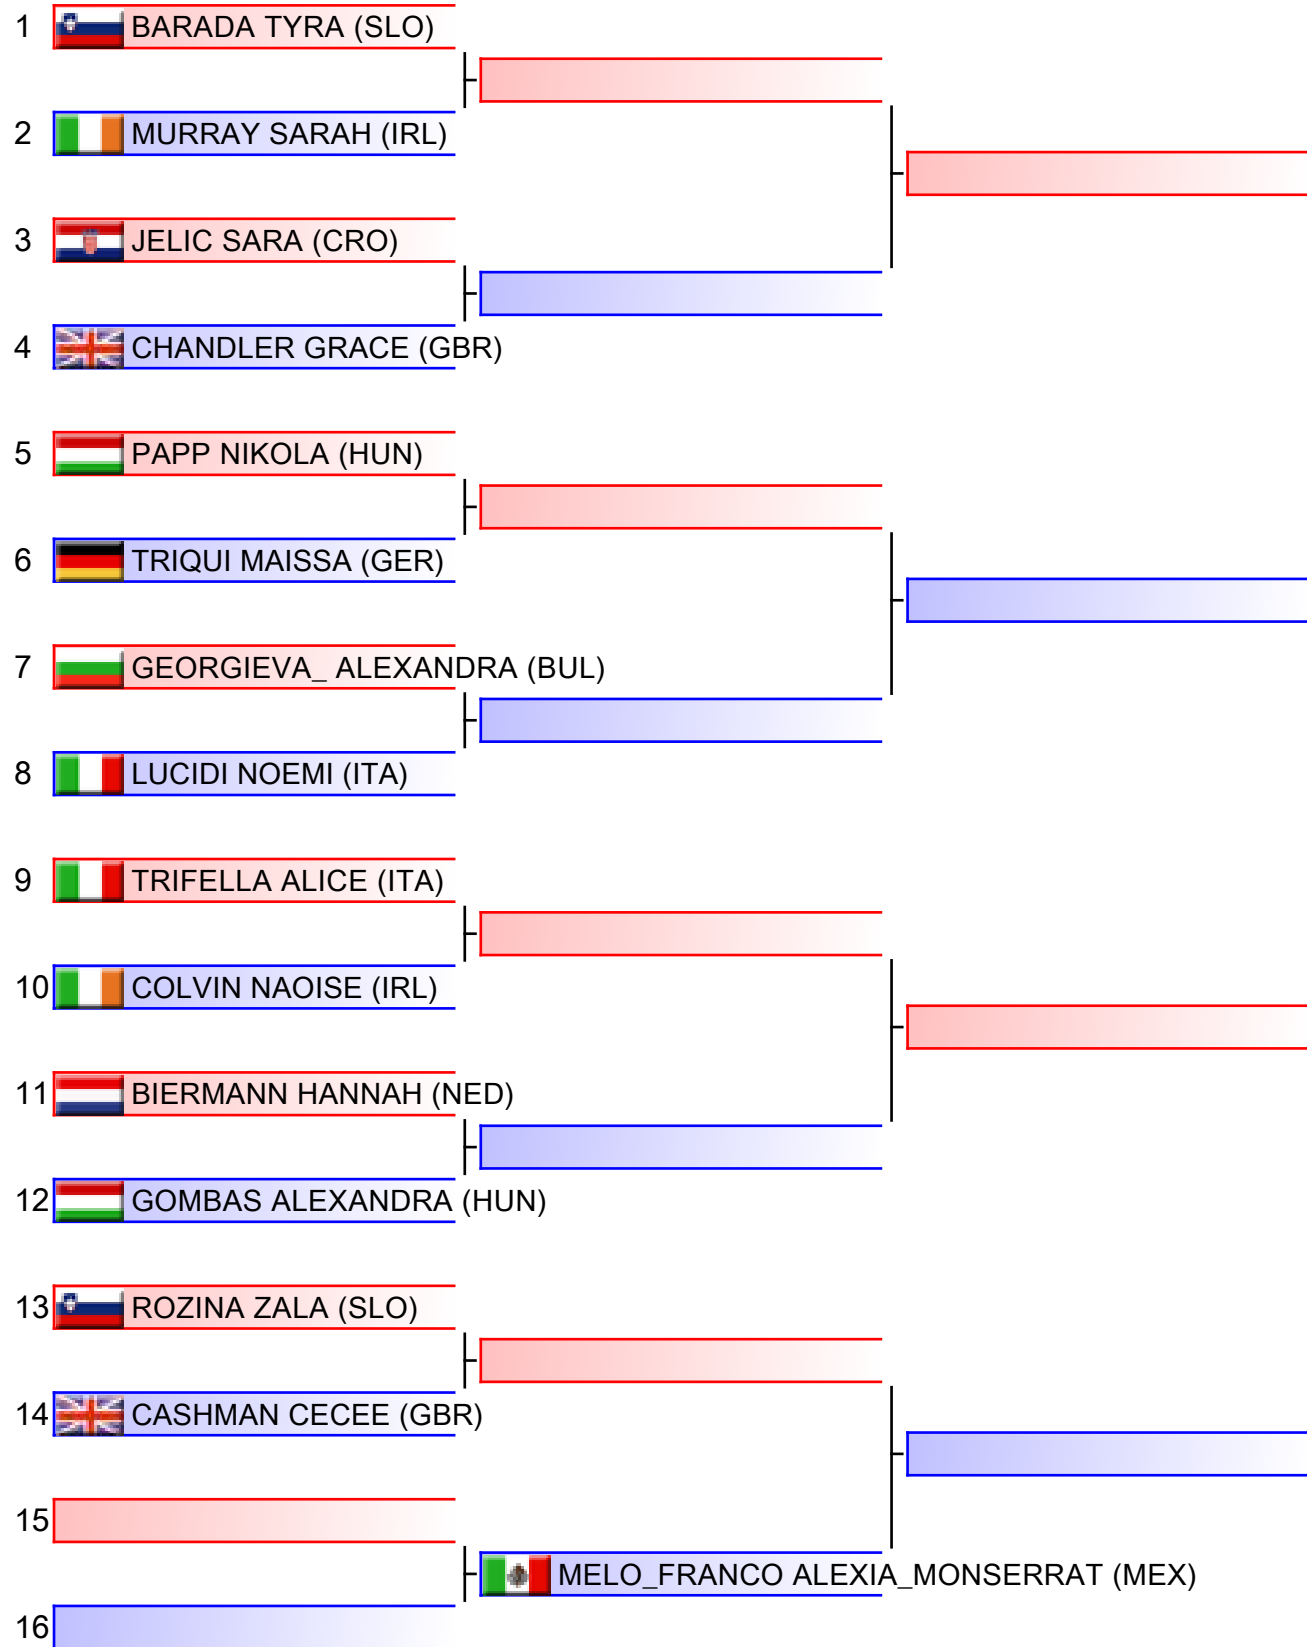 1 BARADA TYRA (SLO)
2 MURRAY SARAH (IRL)
3 JELIC SARA (CRO)
4 CHANDLER GRACE (GBR)
5 PAPP NIKOLA (HUN)
6 TRIQUI MAISSA (GER)
7 GEORGIEVA_ ALEXANDRA (BUL)
8 LUCIDI NOEMI (ITA)
9 TRIFELLA ALICE (ITA)
10 COLVIN NAOISE (IRL)
11 BIERMANN HANNAH (NED)
12 GOMBAS ALEXANDRA (HUN)
13 ROZINA ZALA (SLO)
14 CASHMAN CECEE (GBR)
15
MELO_FRANCO ALEXIA_MONSERRAT (MEX)
16